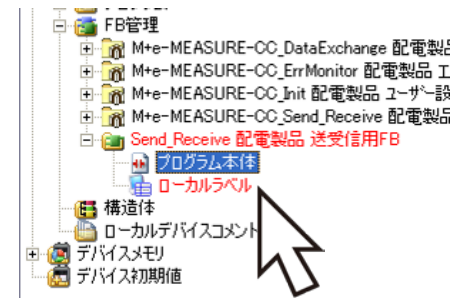 FB管理
M+e-MEASURE-CC_DataExchange 配電製品
M+e-MEASURE-CC_ErrMonitor 配電製品 エ
M+e-MEASURE-CC_Init 配電製品 ユーザー設
M+e-MEASURE-CC_Send_Receive 配電製品
Send_Receive 配電製品 送受信用FB
プログラム本体
ローカルラベル
構造体
ローカルデバイスコメント
デバイスメモリ
デバイス初期値